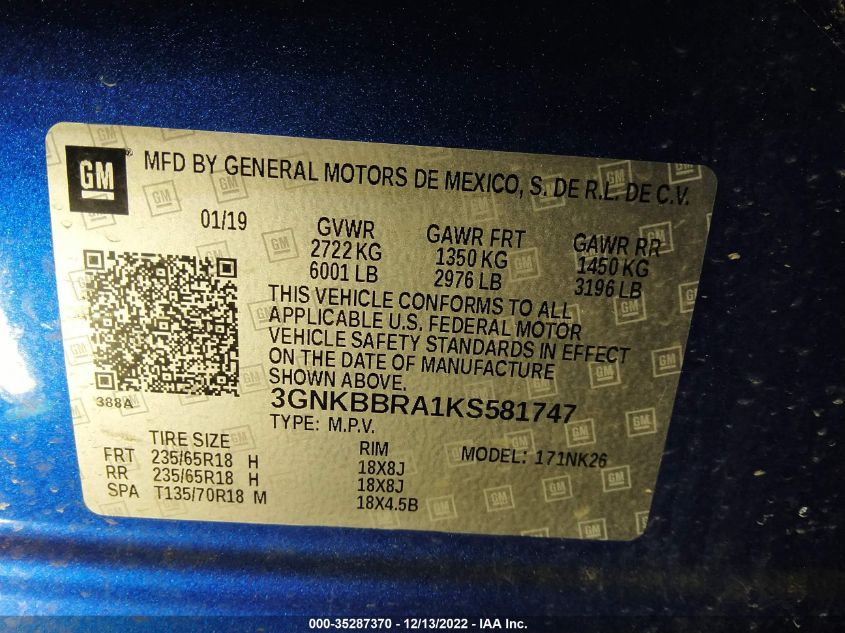 GM ® MFD BY GENERAL MOTORS DE MEXICO, S. DE R.L. DE C.V.
01/19 GVWR GAWR FRT GAWR RR
2722 KG 1350 KG 1450 KG
6001 LB 2976 LB 3196 LB
THIS VEHICLE CONFORMS TO ALL
APPLICABLE U.S. FEDERAL MOTOR
VEHICLE SAFETY STANDARDS IN EFFECT
ON THE DATE OF MANUFACTURE
SHOWN ABOVE.
388A
3GNKBBRA1KS581747
TYPE: M.P.V.
TIRE SIZE RIM MODEL: 171NK26
FRT 235/65R18 H 18X8J
RR 235/65R18 H 18X8J
SPA T135/70R18 M 18X4.5B
000-35287370 - 12/13/2022 - IAA Inc.